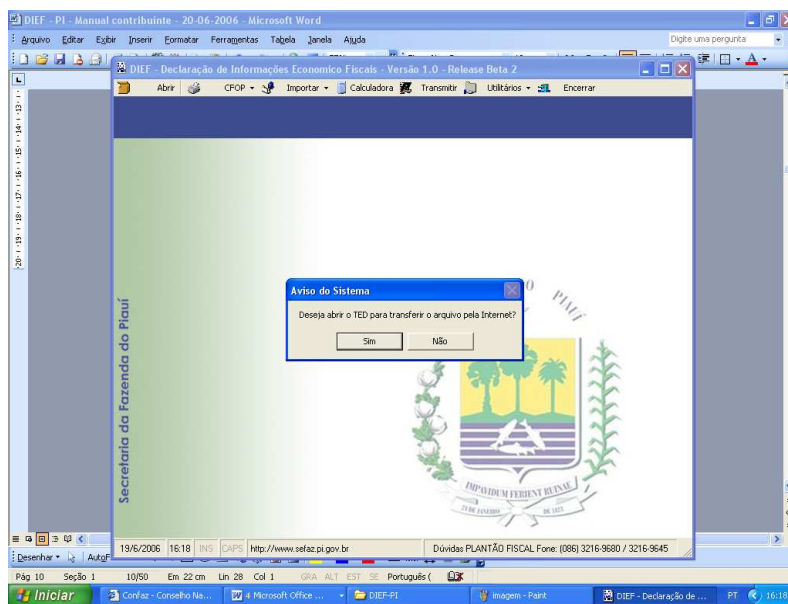 DIEF - PI - Manual contribuinte - 20-06-2006 - Microsoft Word
Arquivo Editar Exibir Inserir Formatar Ferramentas Tabela Janela Ajuda
Digite uma pergunta
DIEF - Declaração de Informações Economico Fiscais - Versão 1.0 - Release Beta 2
Abrir CFOP Importar Calculadora Transmitir Utilitários Encerrar
Secretaria da Fazenda do Piauí
PIAUÍ
Aviso do Sistema
Deseja abrir o TED para transferir o arquivo pela Internet?
Sim Não
IMPAVIDUM FERIENT RUINAE
19/6/2006 16:18 INS CAPS http://www.sefaz.pi.gov.br Dúvidas PLANTÃO FISCAL Fone: (086) 3216-9680 / 3216-9645
Desenhar
Pág 10 Seção 1 10/50 Em 22 cm Lin 28 Col 1 GRA ALT EST SE Português (
Iniciar Confaz - Conselho Na... 4 Microsoft Office ... DIEF-PI imagem - Paint DIEF - Declaração de ... PT 16:18